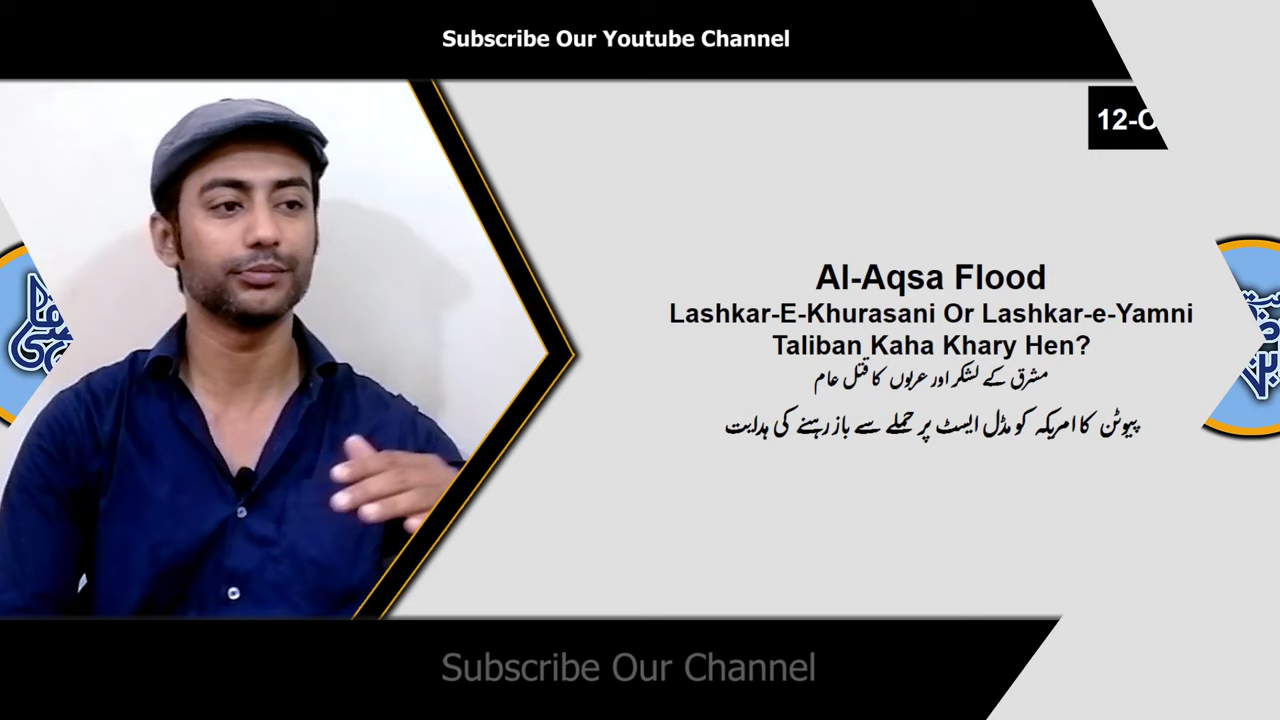 Subscribe Our Youtube Channel
12-O
Al-Aqsa Flood
Lashkar-E-Khurasani Or Lashkar-e-Yamni
Taliban Kaha Khary Hen?
مشرق کے لشکر اور عربوں کا قتل عام
پیوٹن کا امریکہ کو مڈل ایسٹ پر حملے سے باز رہنے کی ہدایت
Subscribe Our Channel